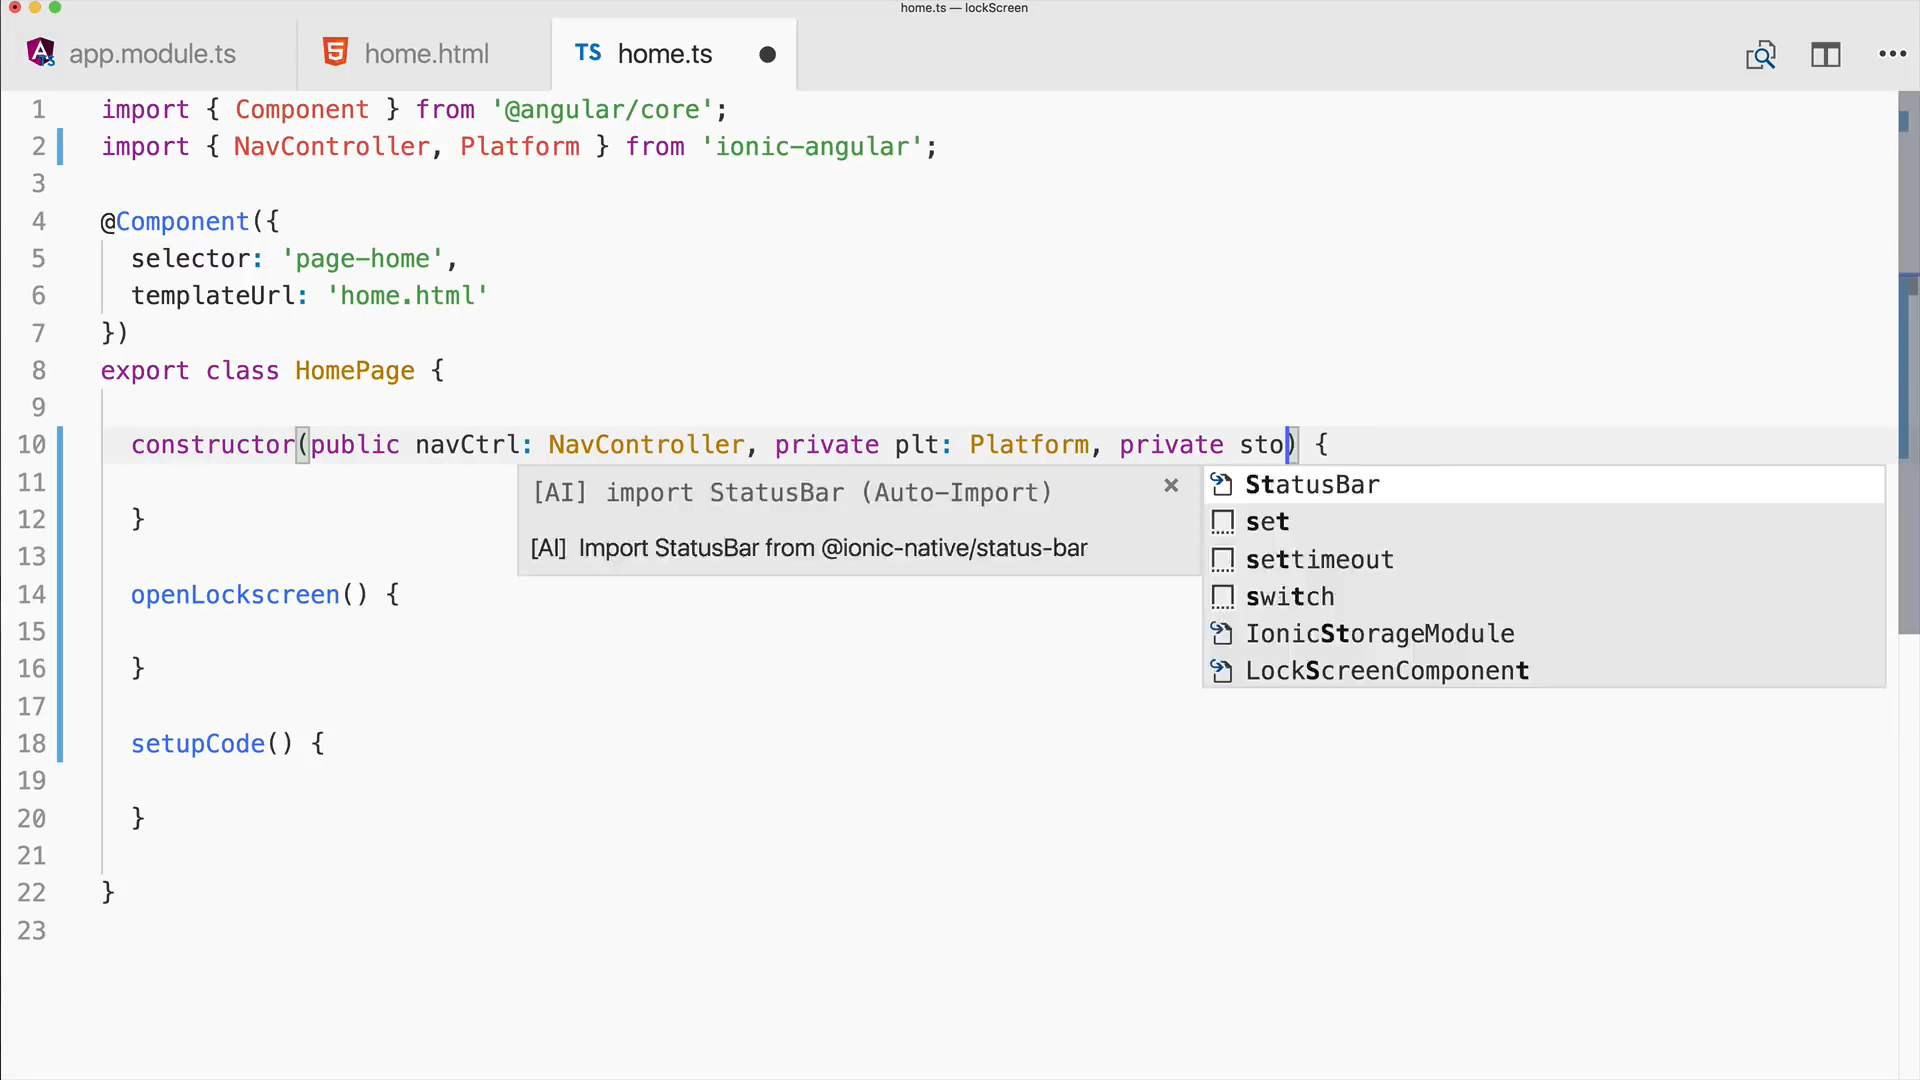 home.ts — lockScreen
app.module.ts
home.html
TS home.ts
1 import { Component } from '@angular/core';
2 import { NavController, Platform } from 'ionic-angular';
3
4 @Component({
5 selector: 'page-home',
6 templateUrl: 'home.html'
7 })
8 export class HomePage {
9
10 constructor(public navCtrl: NavController, private plt: Platform, private sto) {
11
12 }
13
14 openLockscreen() {
15
16 }
17
18 setupCode() {
19
20 }
21
22 }
23
[AI] import StatusBar (Auto-Import)
[AI] Import StatusBar from @ionic-native/status-bar
StatusBar
set
settimeout
switch
IonicStorageModule
LockScreenComponent